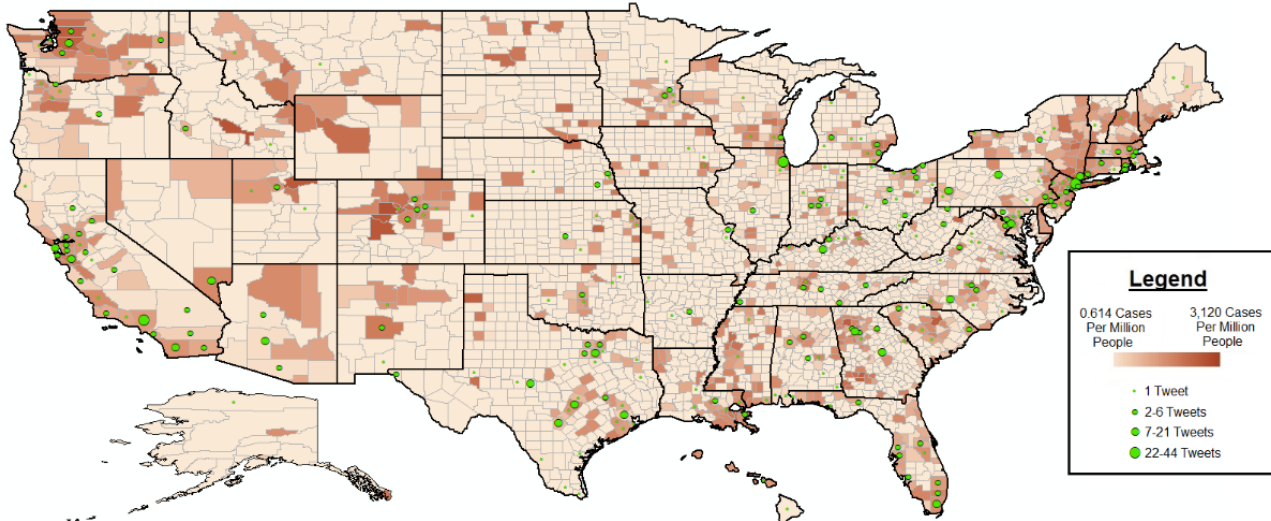 Legend
0.614 Cases
Per Million
People
3,120 Cases
Per Million
People
1 Tweet
2-6 Tweets
7-21 Tweets
22-44 Tweets